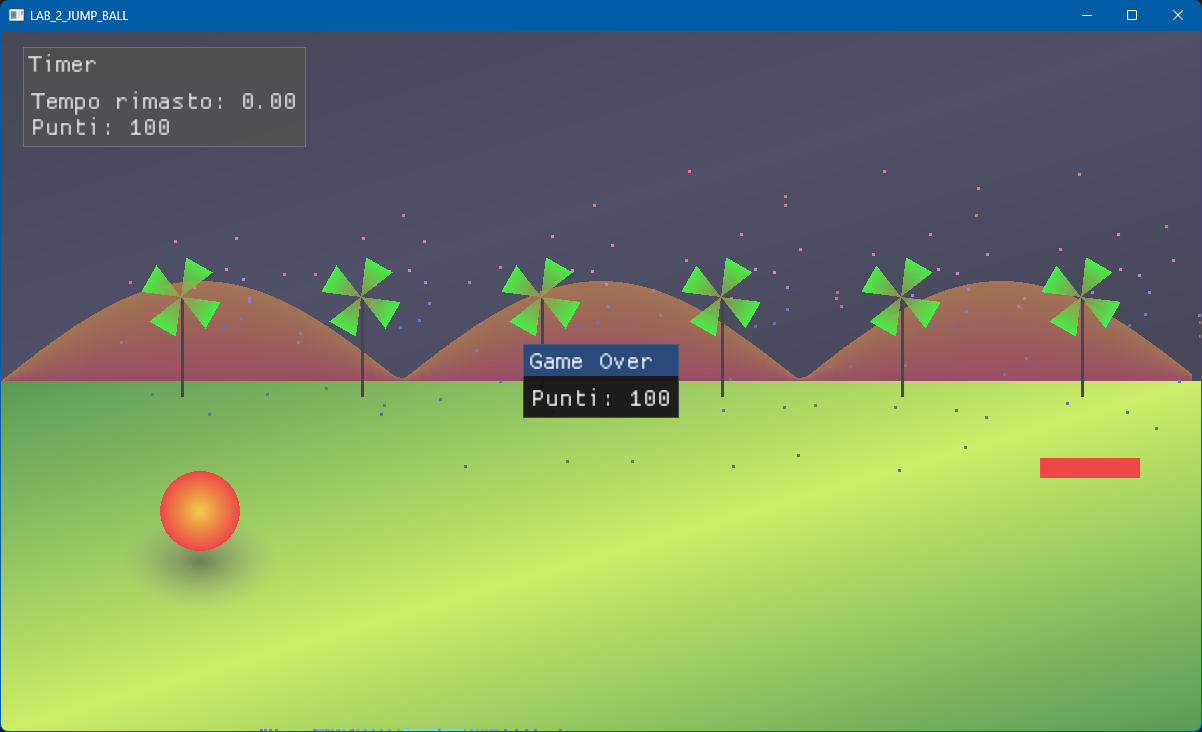 LAB_2_JUMP_BALL
Timer
Tempo rimasto: 0.00
Punti: 100
Game Over
Punti: 100